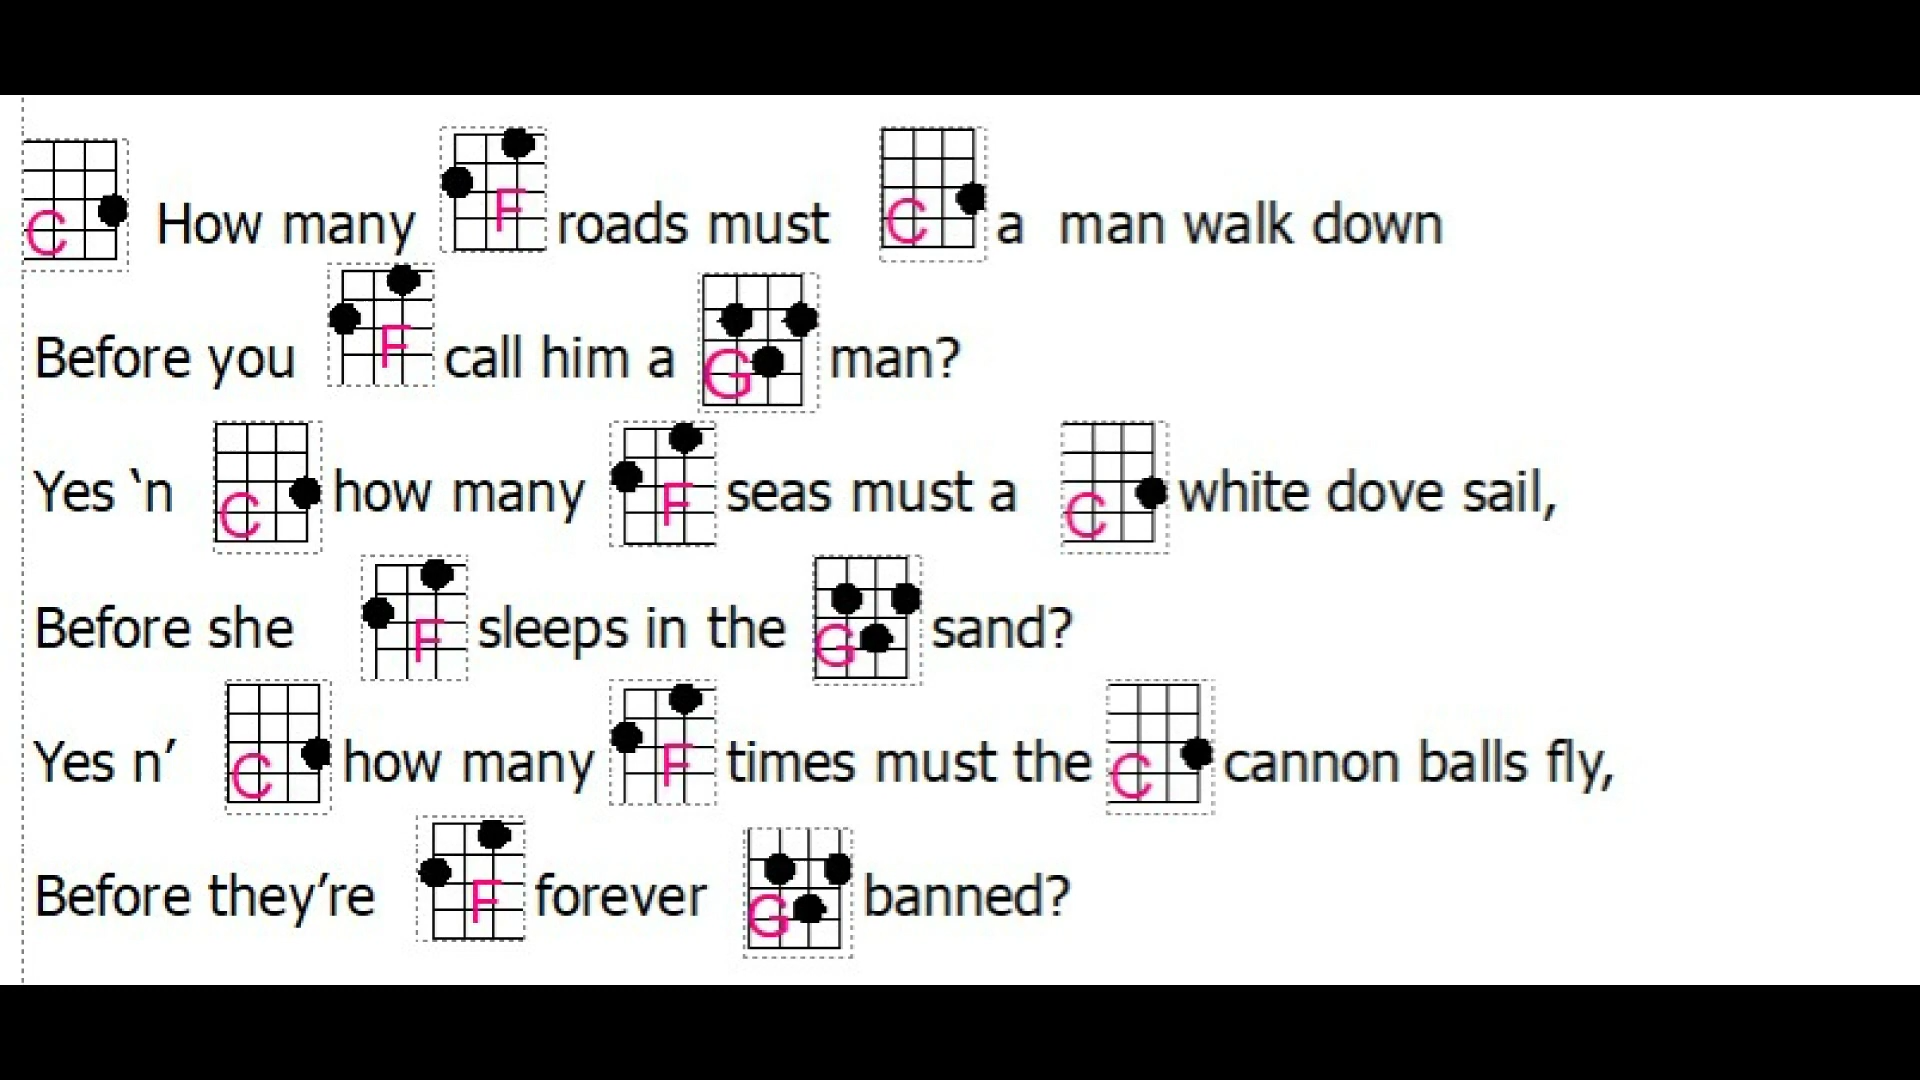 C How many F roads must C a man walk down
Before you F call him a G man?
Yes ‘n C how many F seas must a C white dove sail,
Before she F sleeps in the G sand?
Yes n’ C how many F times must the C cannon balls fly,
Before they’re F forever G banned?